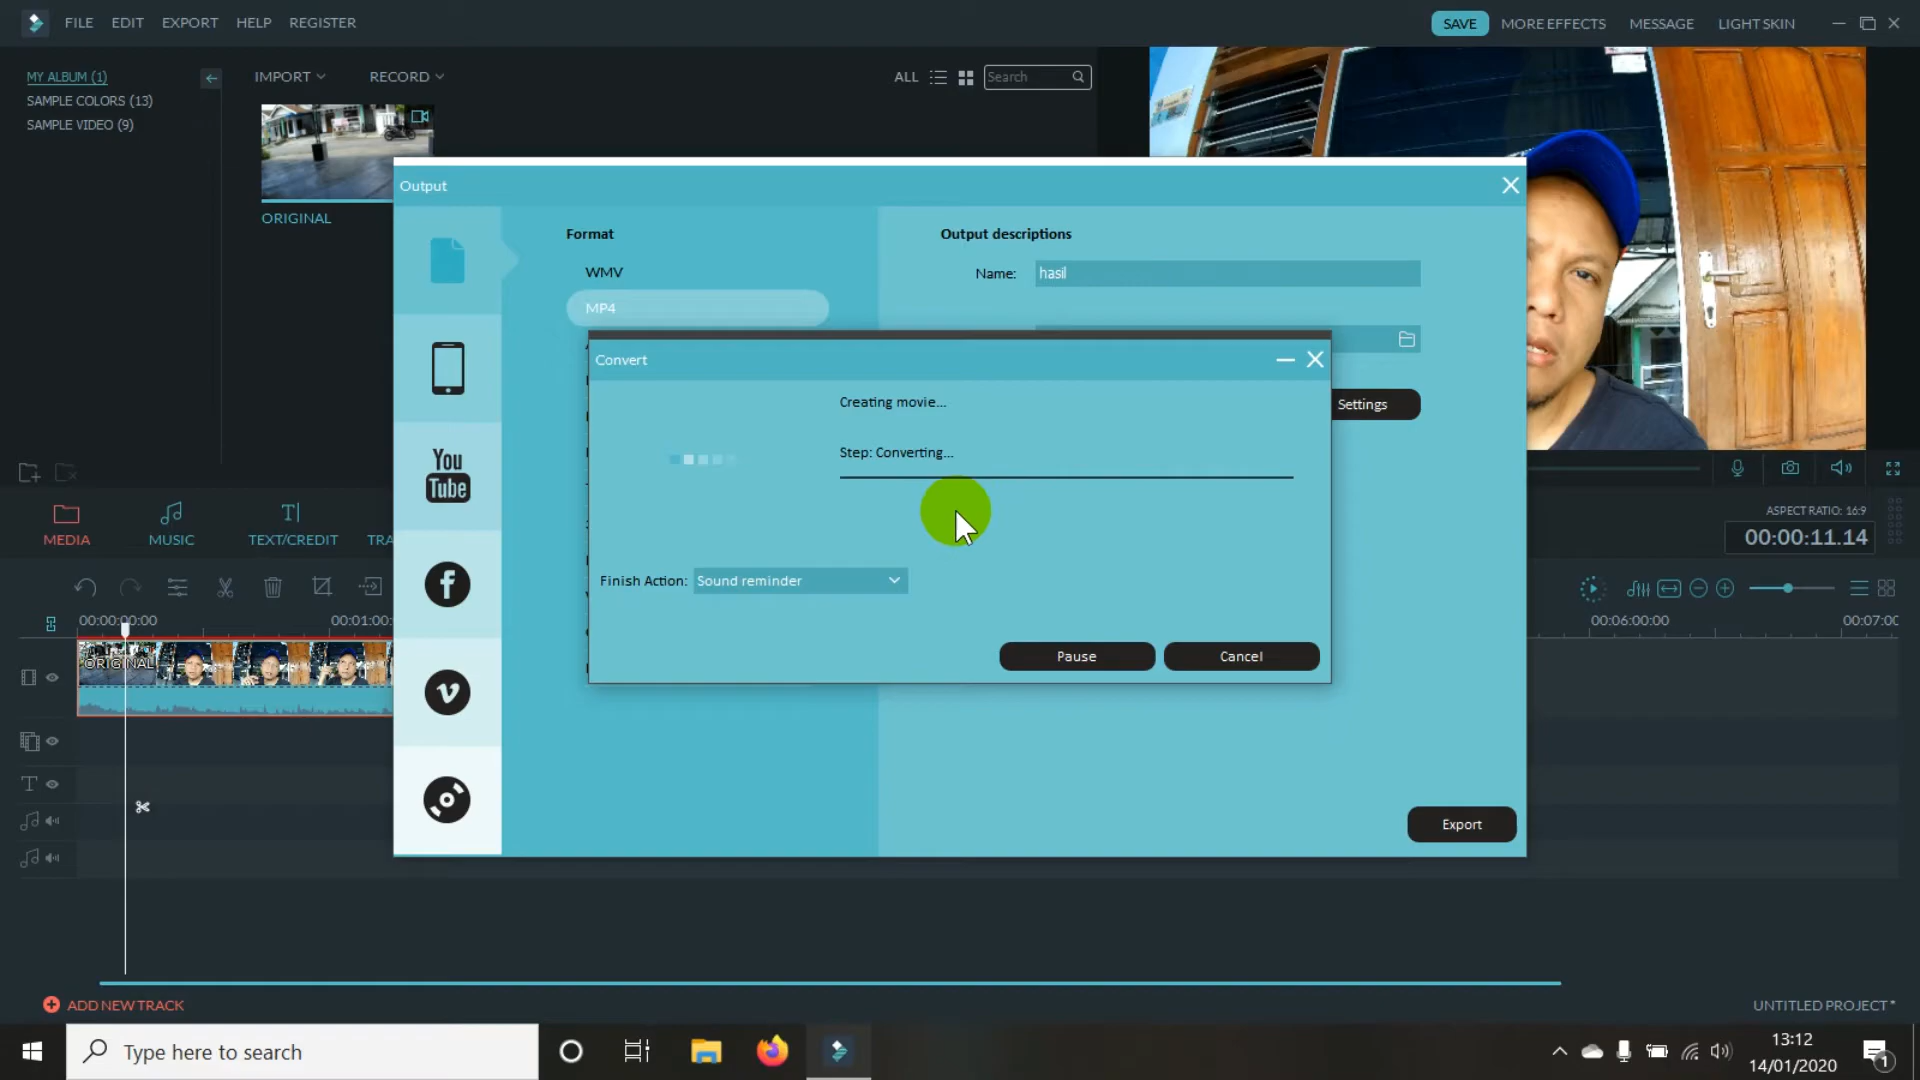 FILE EDIT EXPORT HELP REGISTER
SAVE MORE EFFECTS MESSAGE LIGHT SKIN
MY ALBUM (1)
SAMPLE COLORS (13)
SAMPLE VIDEO (9)
IMPORT RECORD
ALL Search
ORIGINAL
Output
Format
WMV
MP4
Output descriptions
Name: hasil
Settings
Convert
Creating movie...
Step: Converting...
Finish Action: Sound reminder
Pause Cancel
Export
You
Tube
MEDIA MUSIC TEXT/CREDIT TRA
ASPECT RATIO: 16:9
00:00:11.14
00:00:00:00 00:01:00: 00:06:00:00 00:07:00
ORIGINAL
ADD NEW TRACK
UNTITLED PROJECT*
Type here to search
13:12
14/01/2020
1